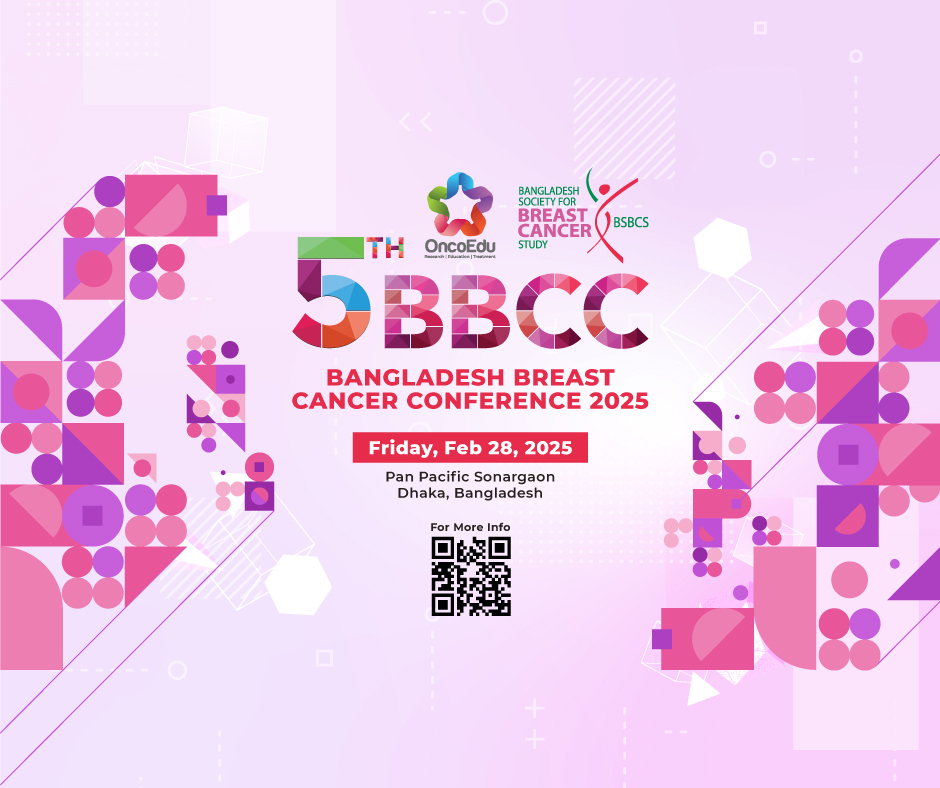 OncoEdu
Research | Education | Treatment
BANGLADESH
SOCIETY FOR
BREAST
CANCER
STUDY
BSBCS
5TH BBCC
BANGLADESH BREAST
CANCER CONFERENCE 2025
Friday, Feb 28, 2025
Pan Pacific Sonargaon
Dhaka, Bangladesh
For More Info